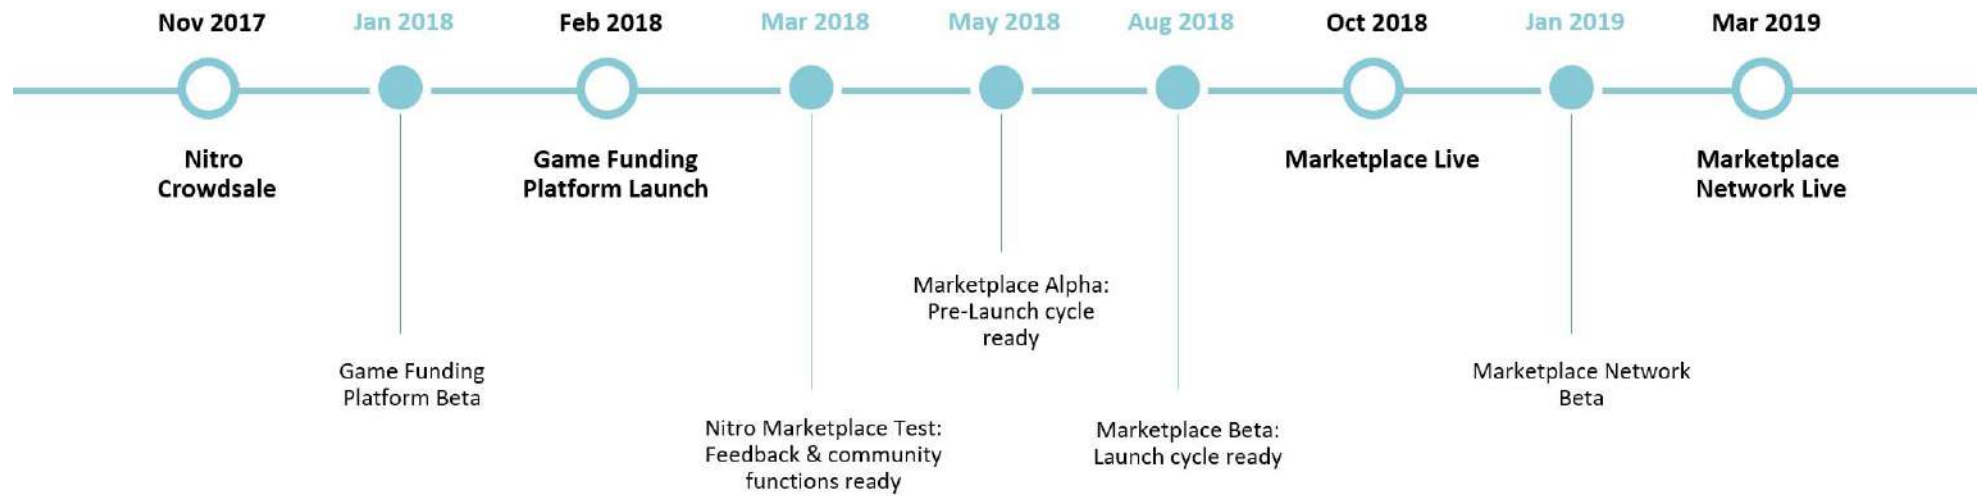 Nov 2017
Jan 2018
Feb 2018
Mar 2018
May 2018
Aug 2018
Oct 2018
Jan 2019
Mar 2019
Nitro
Crowdsale
Game Funding
Platform Launch
Marketplace Live
Marketplace
Network Live
Marketplace Alpha:
Pre-Launch cycle
ready
Game Funding
Platform Beta
Marketplace Network
Beta
Nitro Marketplace Test:
Feedback & community
functions ready
Marketplace Beta:
Launch cycle ready